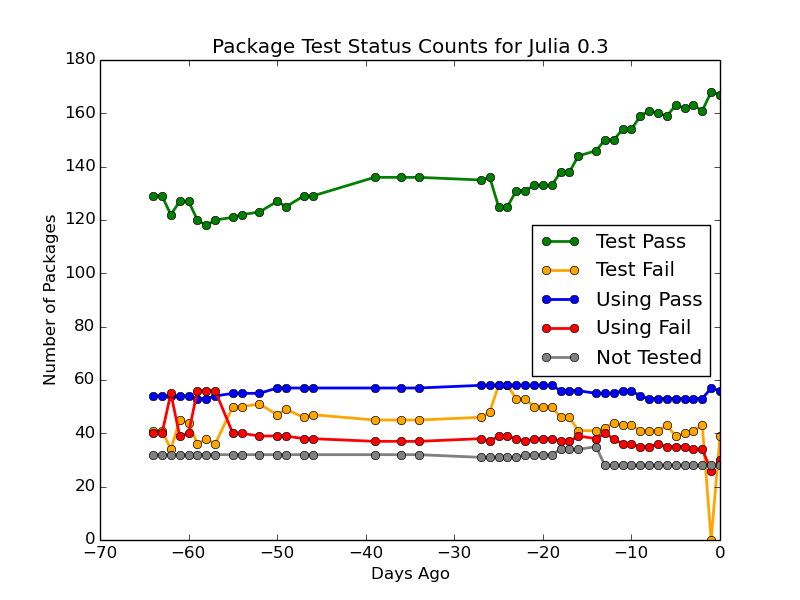 Package Test Status Counts for Julia 0.3
180
160
140
120
100
80
60
40
20
0
Number of Packages
Test Pass
Test Fail
Using Pass
Using Fail
Not Tested
−70 −60 −50 −40 −30 −20 −10 0
Days Ago